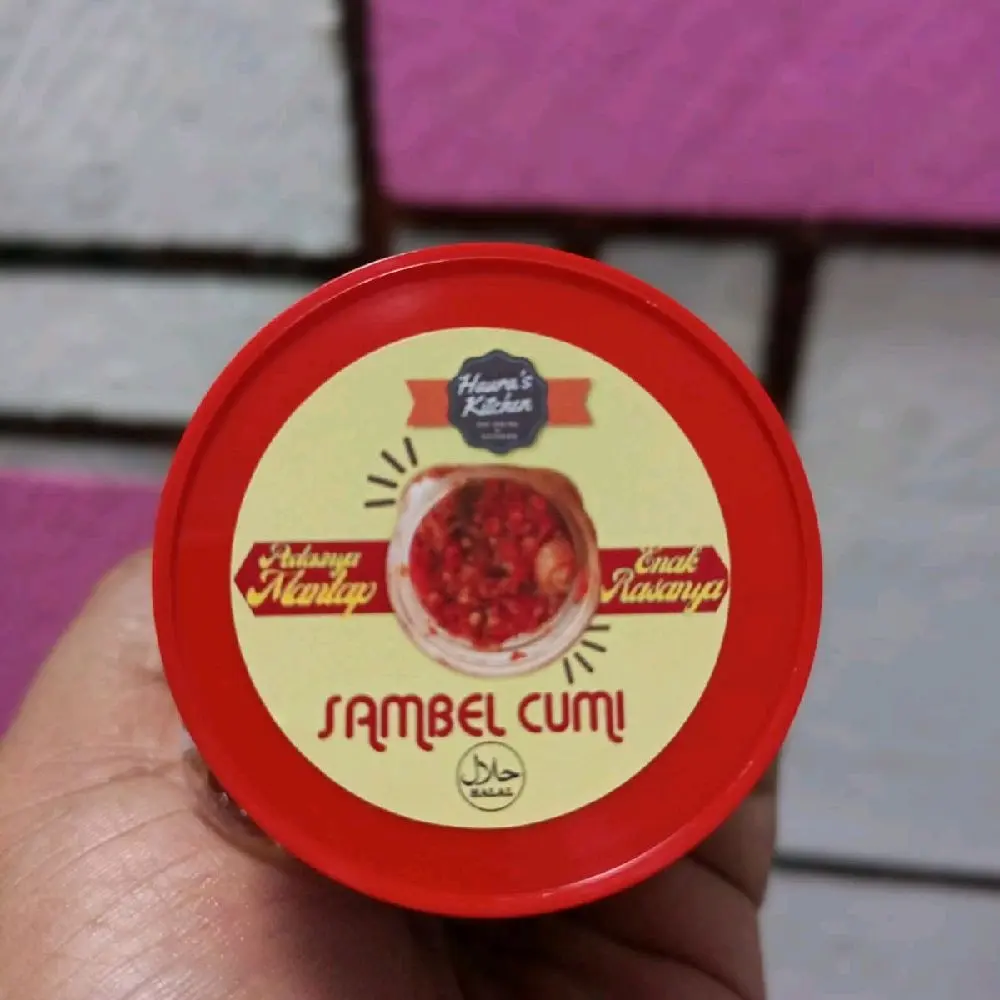 Haura's
Kitchen
Pedasnya
Mantap
Enak
Rasanya
SAMBEL CUMI
حلال
HALAL